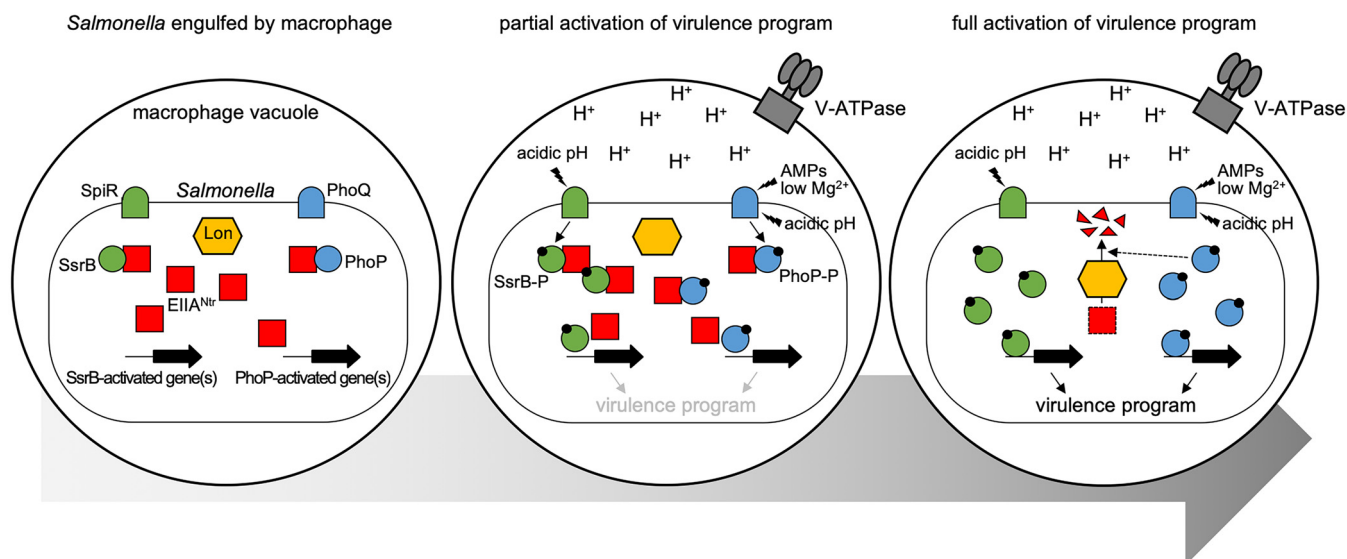 Salmonella engulfed by macrophage
partial activation of virulence program
full activation of virulence program
macrophage vacuole
SpiR
Salmonella
PhoQ
Lon
SsrB
PhoP
EIIA^Ntr
SsrB-activated gene(s)
PhoP-activated gene(s)
H+
H+
H+
H+
V-ATPase
acidic pH
H+
H+
H+
AMPs
low Mg2+
acidic pH
SsrB-P
PhoP-P
virulence program
H+
H+
H+
H+
V-ATPase
acidic pH
H+
H+
H+
AMPs
low Mg2+
acidic pH
virulence program